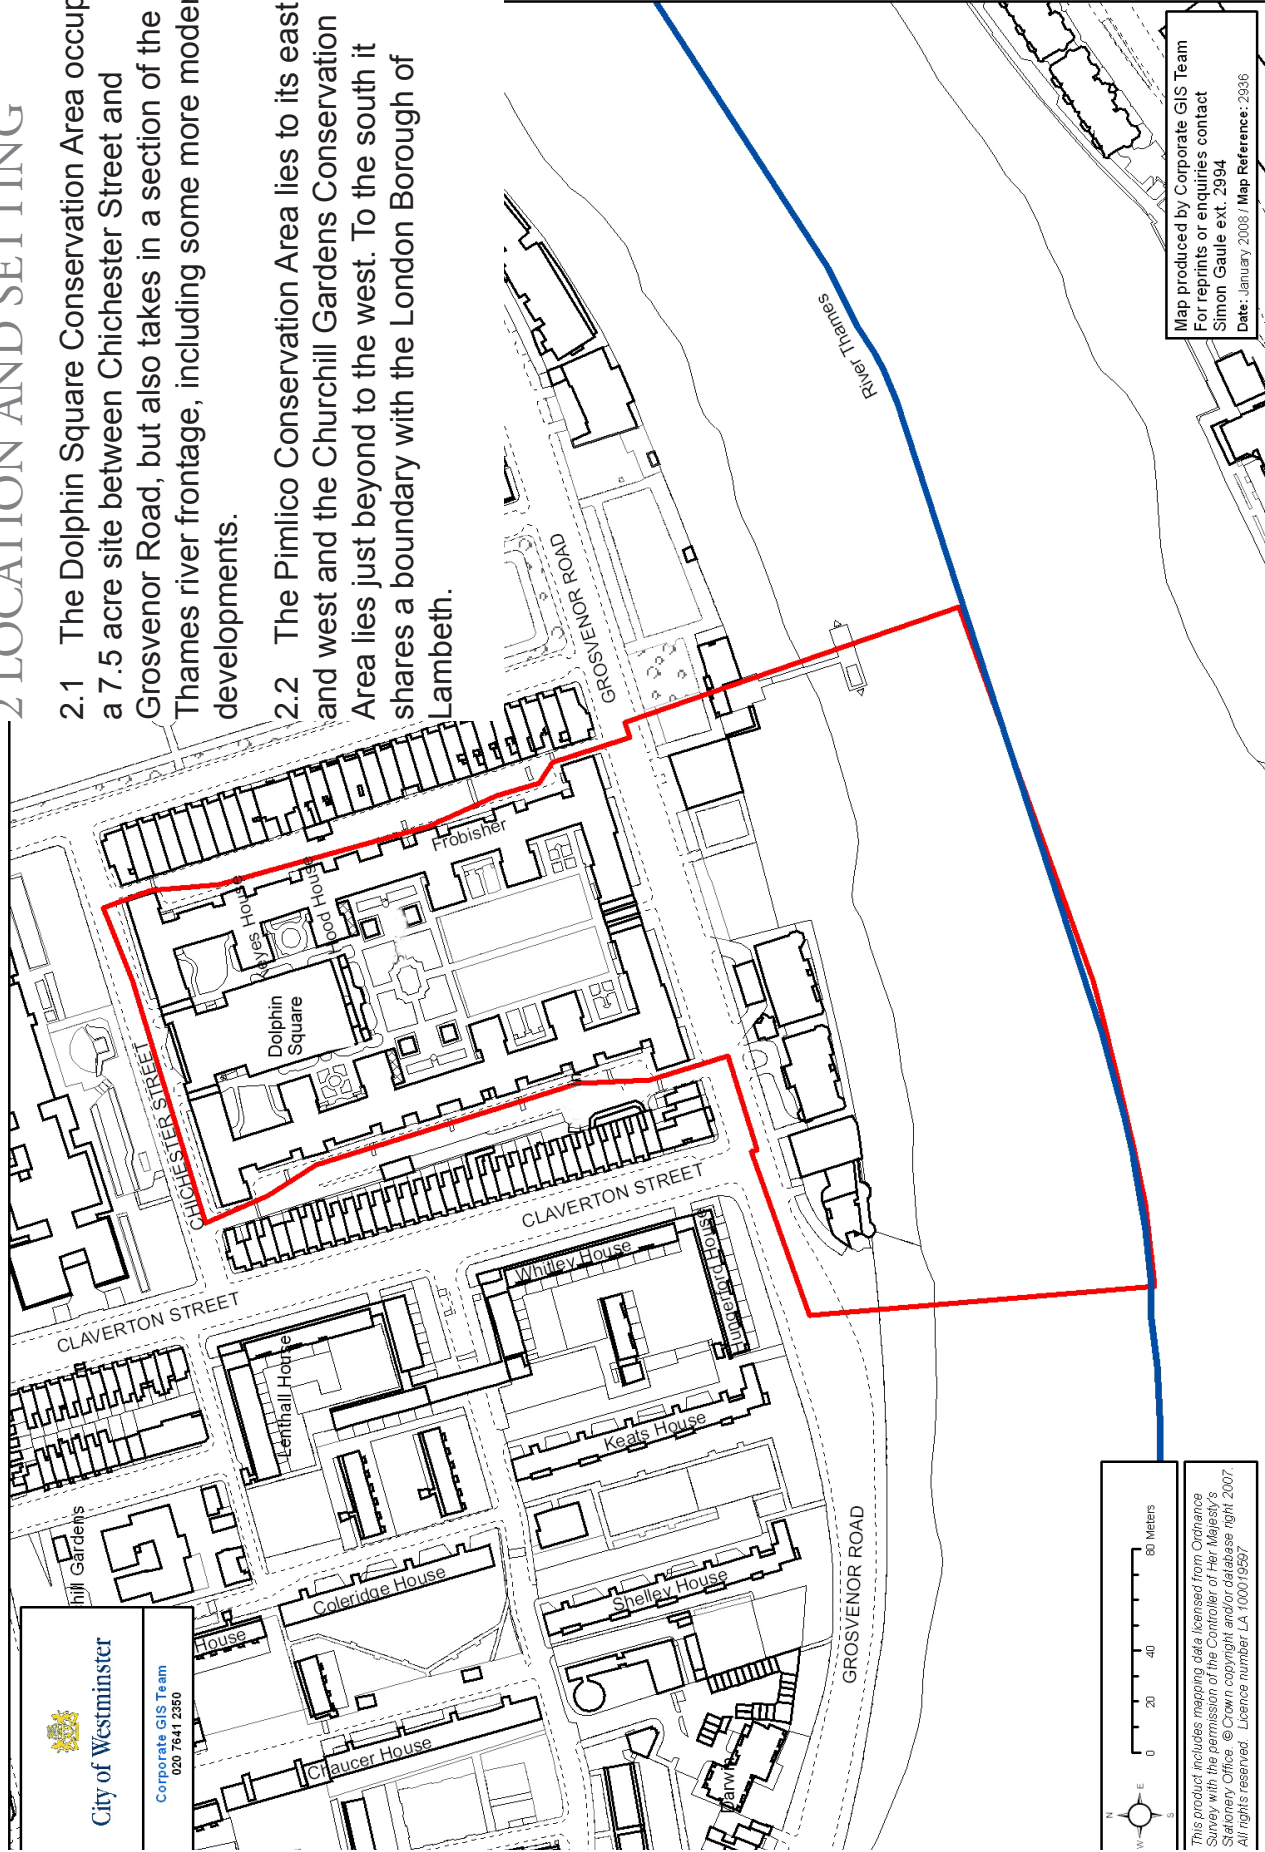 2 LOCATION AND SETTING
2.1 The Dolphin Square Conservation Area
a 7.5 acre site between Chichester Street and
Grosvenor Road, but also takes in a section of the
Thames river frontage, including some more
developments.
2.2 The Pimlico Conservation Area lies to its east
and west and the Churchill Gardens Conservation
Area lies just beyond to the west. To the south it
shares a boundary with the London Borough of
Lambeth.
City of Westminster
Corporate GIS Team
020 7641 2350
hill Gardens
House
CLAVERTON STREET
CHICHESTER STREET
Keyes House
Hood House
Frobisher
Dolphin
Square
GROSVENOR ROAD
River Thames
CLAVERTON STREET
Lenthall House
Whitley House
Hungerford House
Keats House
Coleridge House
Shelley House
Chaucer House
Darwin
GROSVENOR ROAD
Map produced by Corporate GIS Team
For reprints or enquiries contact
Simon Gaule ext. 2994
Date: January 2008 / Map Reference: 2936
N
W E
S
0 20 40 80 Meters
This product includes mapping data licensed from Ordnance
Survey with the permission of the Controller of Her Majesty's
Stationery Office. © Crown copyright and/or database right 2007.
All rights reserved. Licence number LA 100019597